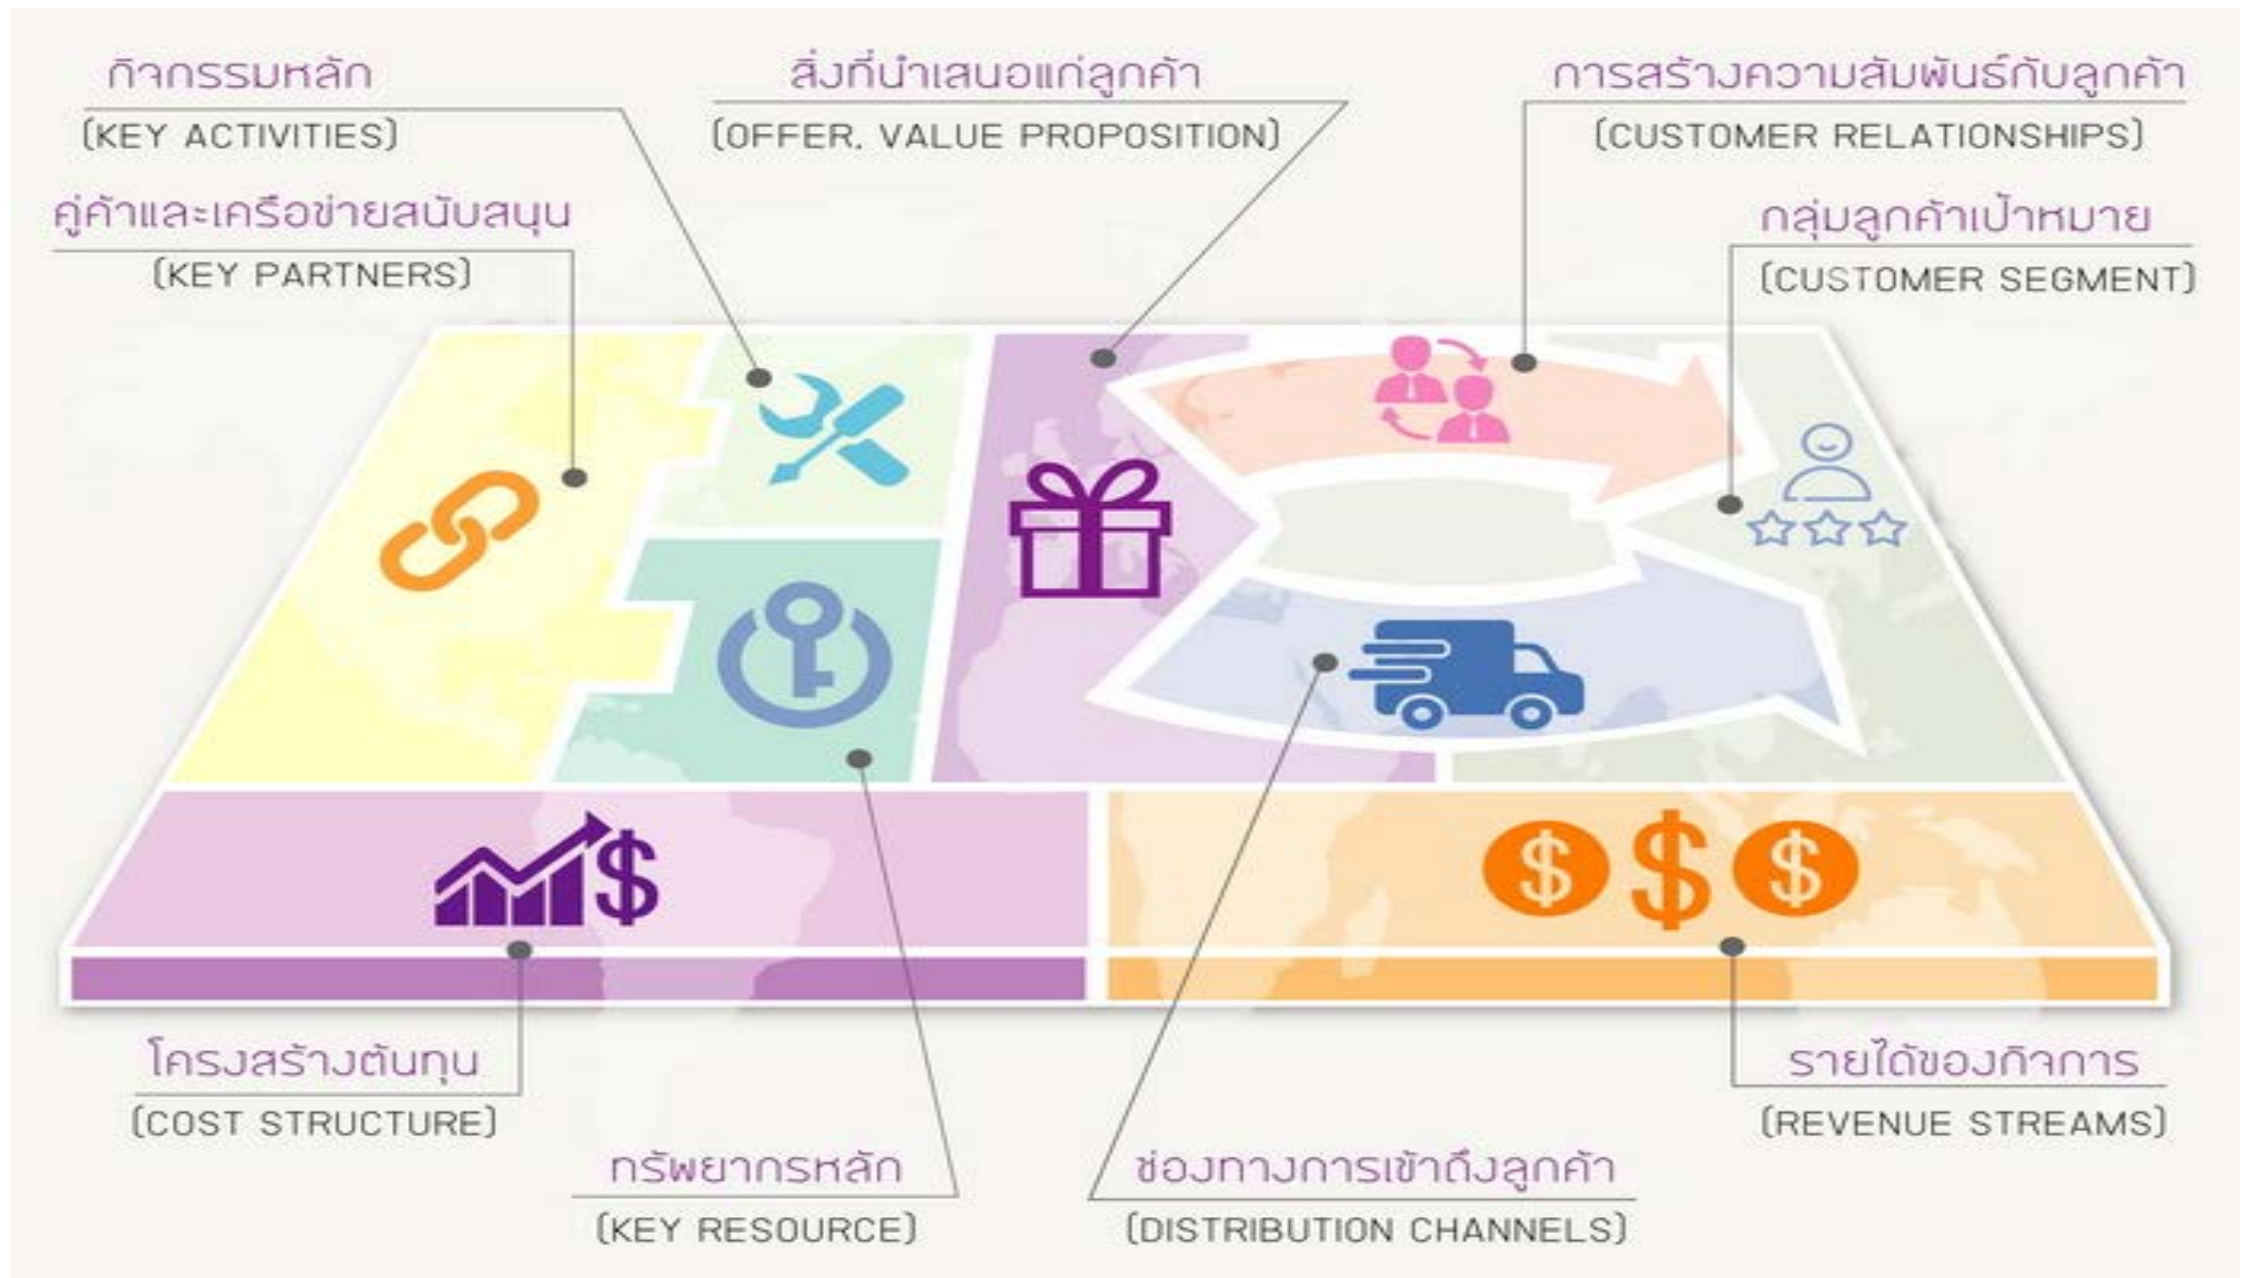 กิจกรรมหลัก
(KEY ACTIVITIES)
สิ่งที่นำเสนอแก่ลูกค้า
(OFFER, VALUE PROPOSITION)
การสร้างความสัมพันธ์กับลูกค้า
(CUSTOMER RELATIONSHIPS)
คู่ค้าและเครือข่ายสนับสนุน
(KEY PARTNERS)
กลุ่มลูกค้าเป้าหมาย
(CUSTOMER SEGMENT)
โครงสร้างต้นทุน
(COST STRUCTURE)
รายได้ของกิจการ
(REVENUE STREAMS)
ทรัพยากรหลัก
(KEY RESOURCE)
ช่องทางการเข้าถึงลูกค้า
(DISTRIBUTION CHANNELS)